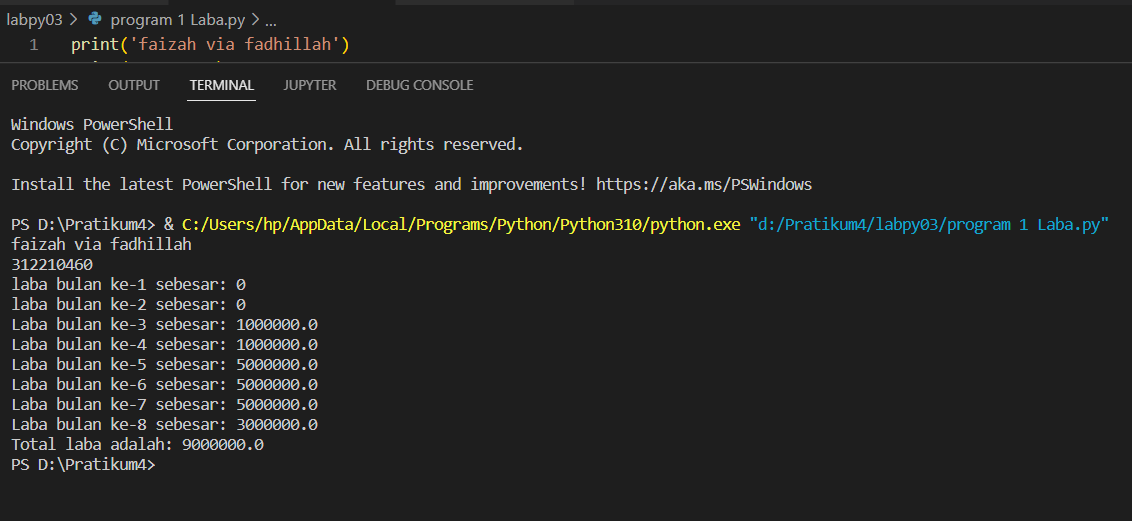 labpy03 > program 1 Laba.py > ...
1 print('faizah via fadhillah')
PROBLEMS OUTPUT TERMINAL JUPYTER DEBUG CONSOLE
Windows PowerShell
Copyright (C) Microsoft Corporation. All rights reserved.
Install the latest PowerShell for new features and improvements! https://aka.ms/PSWindows
PS D:\Pratikum4> & C:/Users/hp/AppData/Local/Programs/Python/Python310/python.exe "d:/Pratikum4/labpy03/program 1 Laba.py"
faizah via fadhillah
312210460
laba bulan ke-1 sebesar: 0
laba bulan ke-2 sebesar: 0
Laba bulan ke-3 sebesar: 1000000.0
Laba bulan ke-4 sebesar: 1000000.0
Laba bulan ke-5 sebesar: 5000000.0
Laba bulan ke-6 sebesar: 5000000.0
Laba bulan ke-7 sebesar: 5000000.0
Laba bulan ke-8 sebesar: 3000000.0
Total laba adalah: 9000000.0
PS D:\Pratikum4>